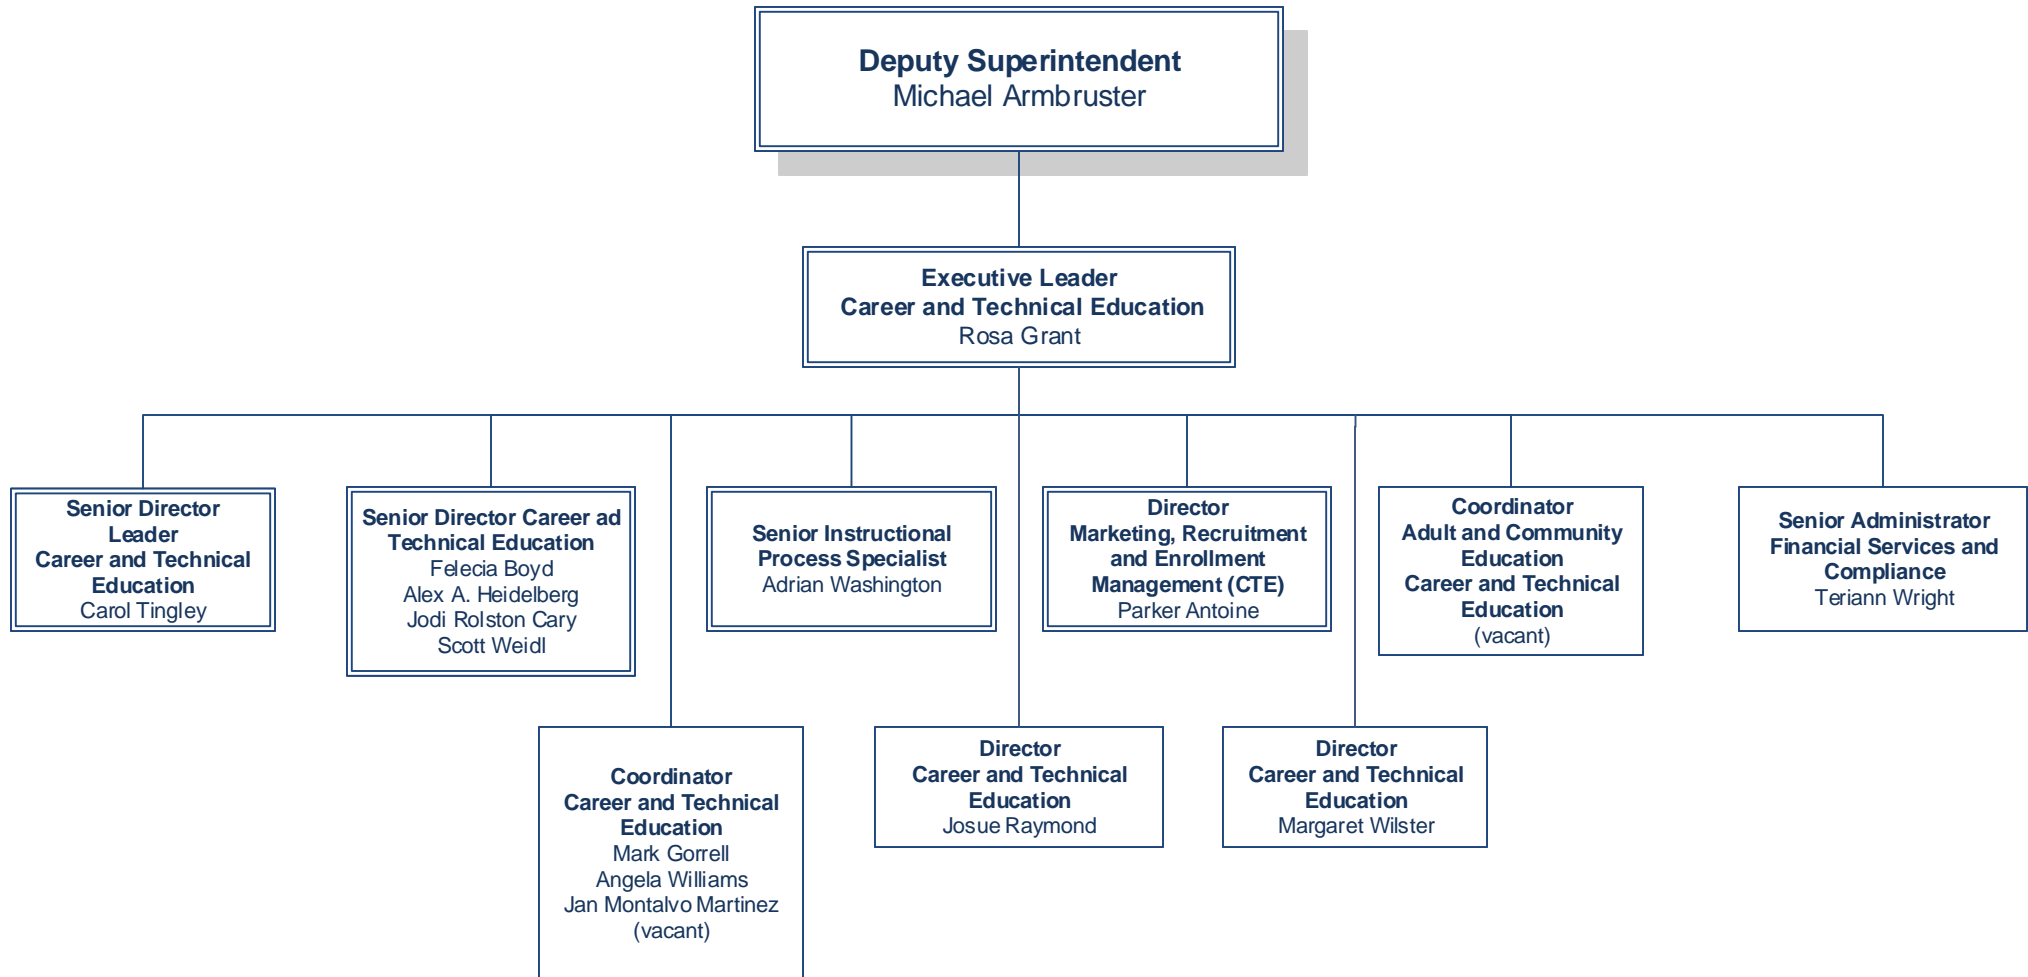 Deputy Superintendent
Michael Armbruster
Executive Leader
Career and Technical Education
Rosa Grant
Senior Director
Leader
Career and Technical
Education
Carol Tingley
Senior Director Career ad
Technical Education
Felecia Boyd
Alex A. Heidelberg
Jodi Rolston Cary
Scott Weidl
Senior Instructional
Process Specialist
Adrian Washington
Director
Marketing, Recruitment
and Enrollment
Management (CTE)
Parker Antoine
Coordinator
Adult and Community
Education
Career and Technical
Education
(vacant)
Senior Administrator
Financial Services and
Compliance
Teriann Wright
Coordinator
Career and Technical
Education
Mark Gorrell
Angela Williams
Jan Montalvo Martinez
(vacant)
Director
Career and Technical
Education
Josue Raymond
Director
Career and Technical
Education
Margaret Wilster